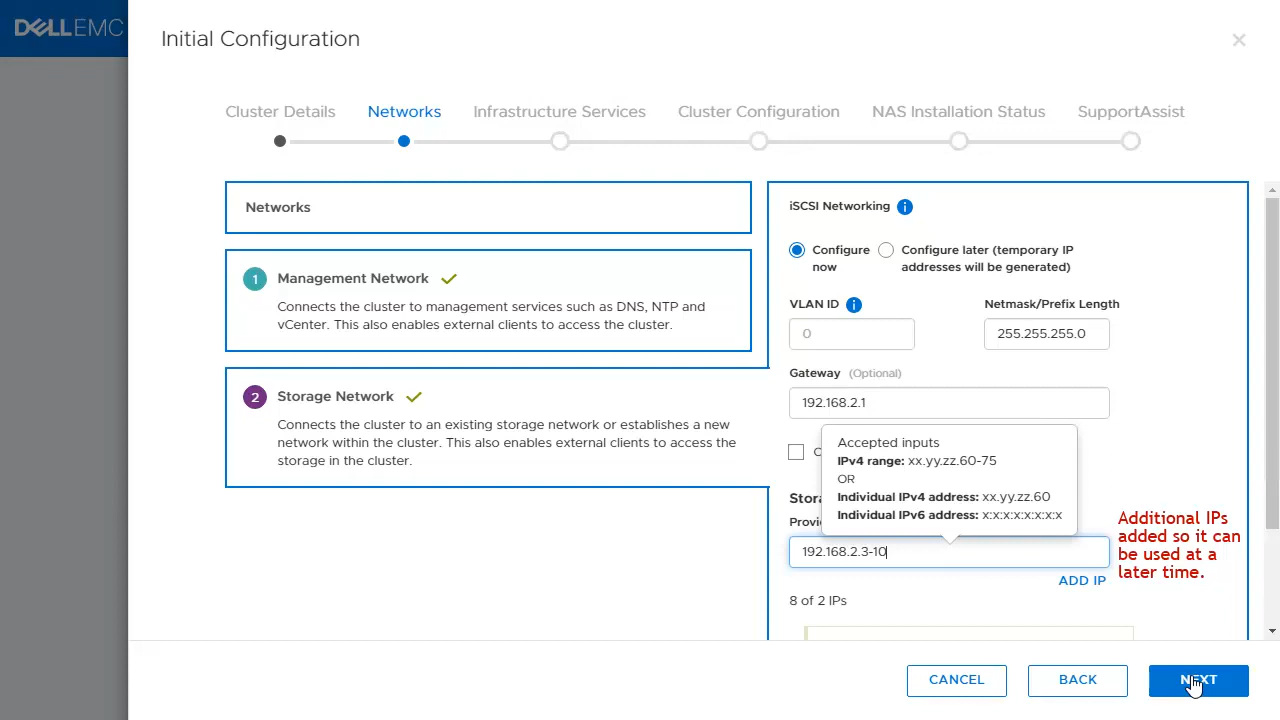 DELLEMC
Initial Configuration
Cluster Details
Networks
Infrastructure Services
Cluster Configuration
NAS Installation Status
SupportAssist
Networks
1
Management Network
Connects the cluster to management services such as DNS, NTP and
vCenter. This also enables external clients to access the cluster.
2
Storage Network
Connects the cluster to an existing storage network or establishes a new
network within the cluster. This also enables external clients to access the
storage in the cluster.
iSCSI Networking
Configure
now
Configure later (temporary IP
addresses will be generated)
VLAN ID
Netmask/Prefix Length
0
255.255.255.0
Gateway (Optional)
192.168.2.1
Accepted inputs
IPv4 range: xx.yy.zz.60-75
OR
Individual IPv4 address: xx.yy.zz.60
Individual IPv6 address: x:x:x:x:x:x:x:x
192.168.2.3-10
Additional IPs
added so it can
be used at a
later time.
ADD IP
8 of 2 IPs
CANCEL
BACK
NEXT